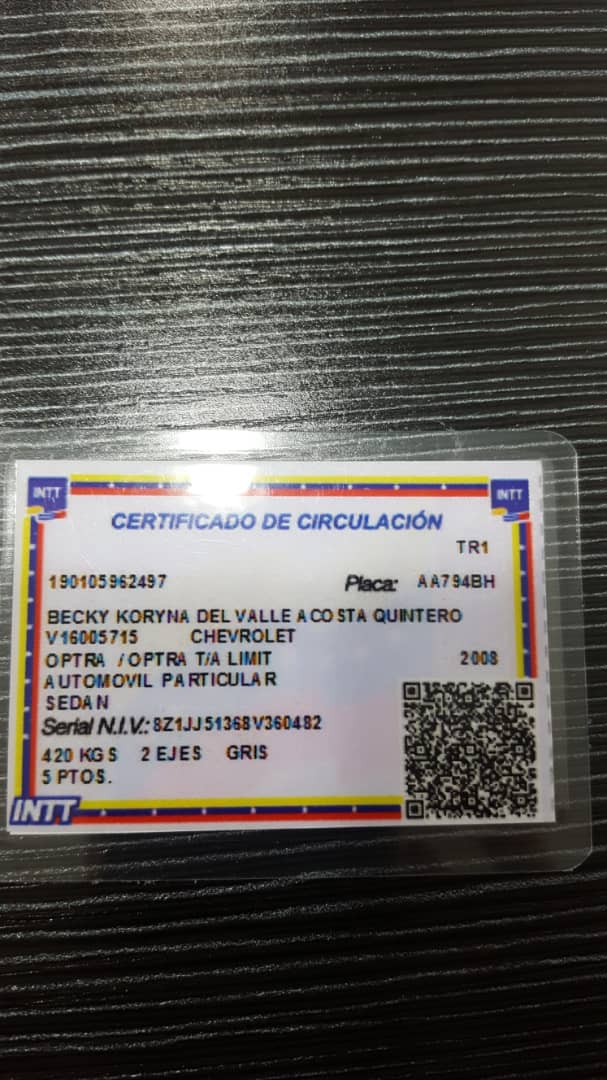 INTT INTT
CERTIFICADO DE CIRCULACIÓN
TR1
190105962497 Placa: AA794BH
BECKY KORYNA DEL VALLE ACOSTA QUINTERO
V16005715 CHEVROLET
OPTRA / OPTRA T/A LIMIT 2008
AUTOMOVIL PARTICULAR
SEDAN
Serial N.I.V.: 8Z1JJ51368V360482
420 KGS 2 EJES GRIS
5 PTOS.
INTT